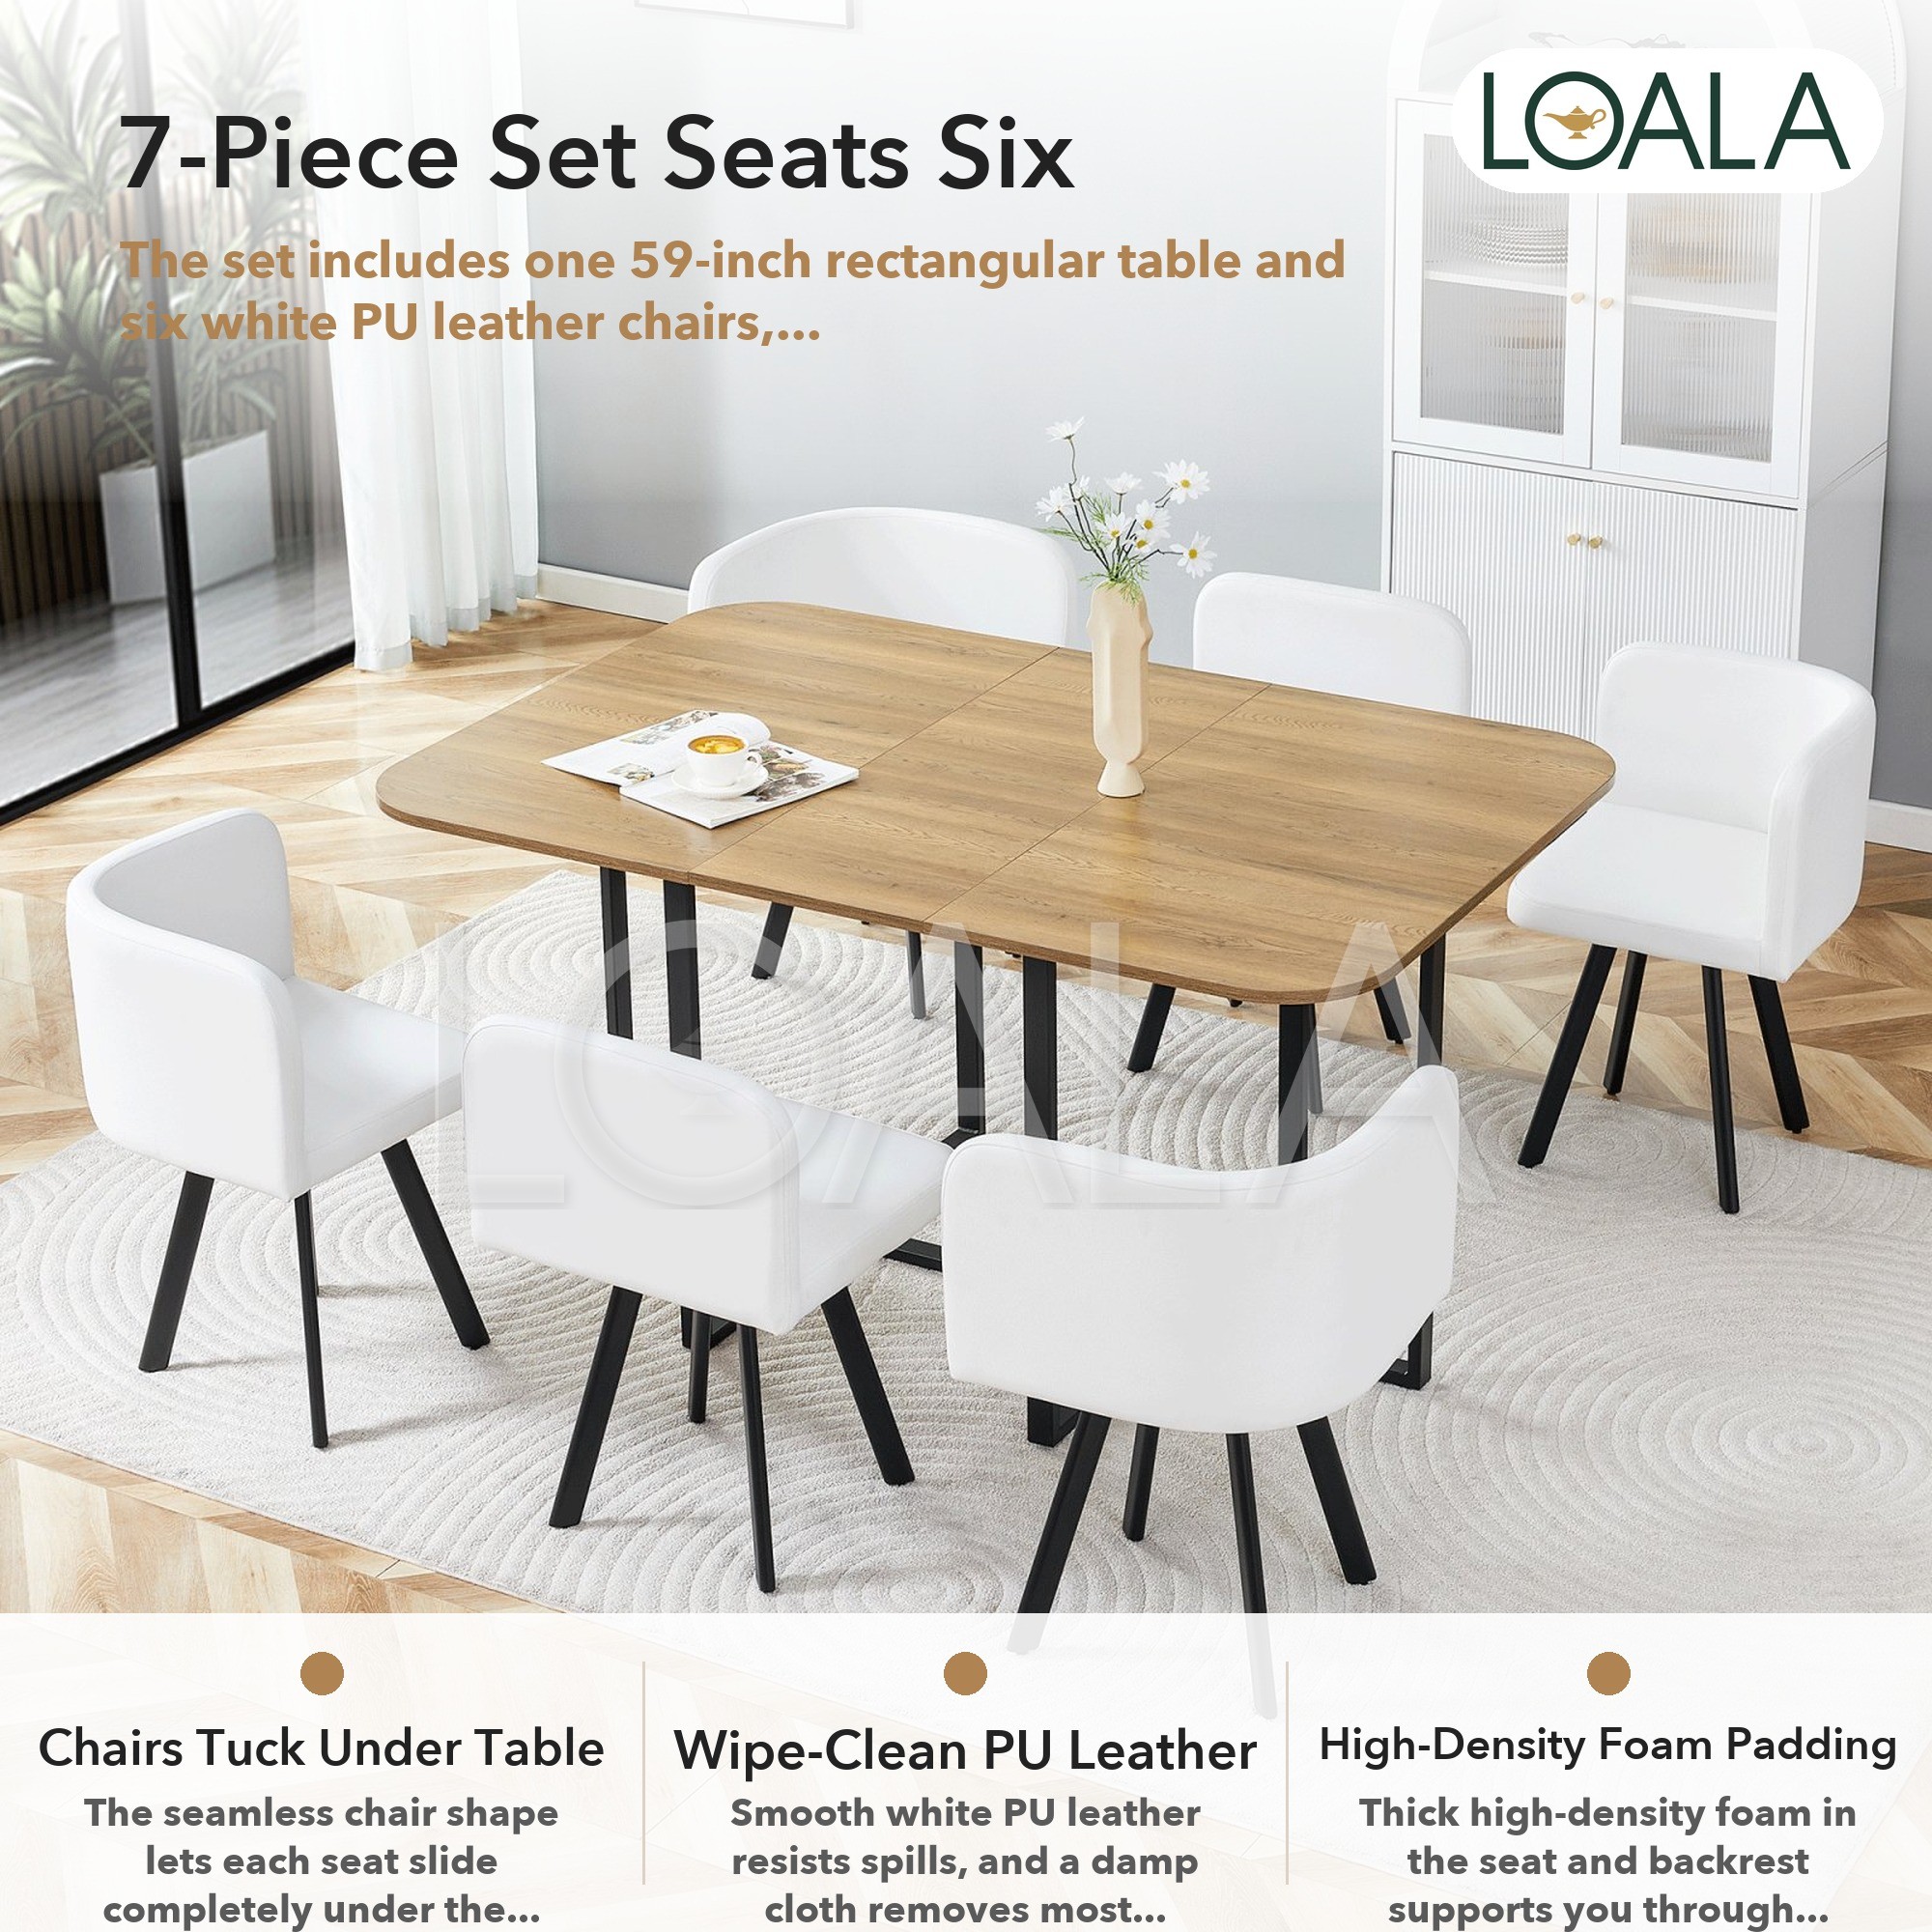 LOALA
7-Piece Set Seats Six
The set includes one 59-inch rectangular table and
six white PU leather chairs,...
LOALA
Chairs Tuck Under Table
The seamless chair shape
lets each seat slide
completely under the...
Wipe-Clean PU Leather
Smooth white PU leather
resists spills, and a damp
cloth removes most...
High-Density Foam Padding
Thick high-density foam in
the seat and backrest
supports you through...